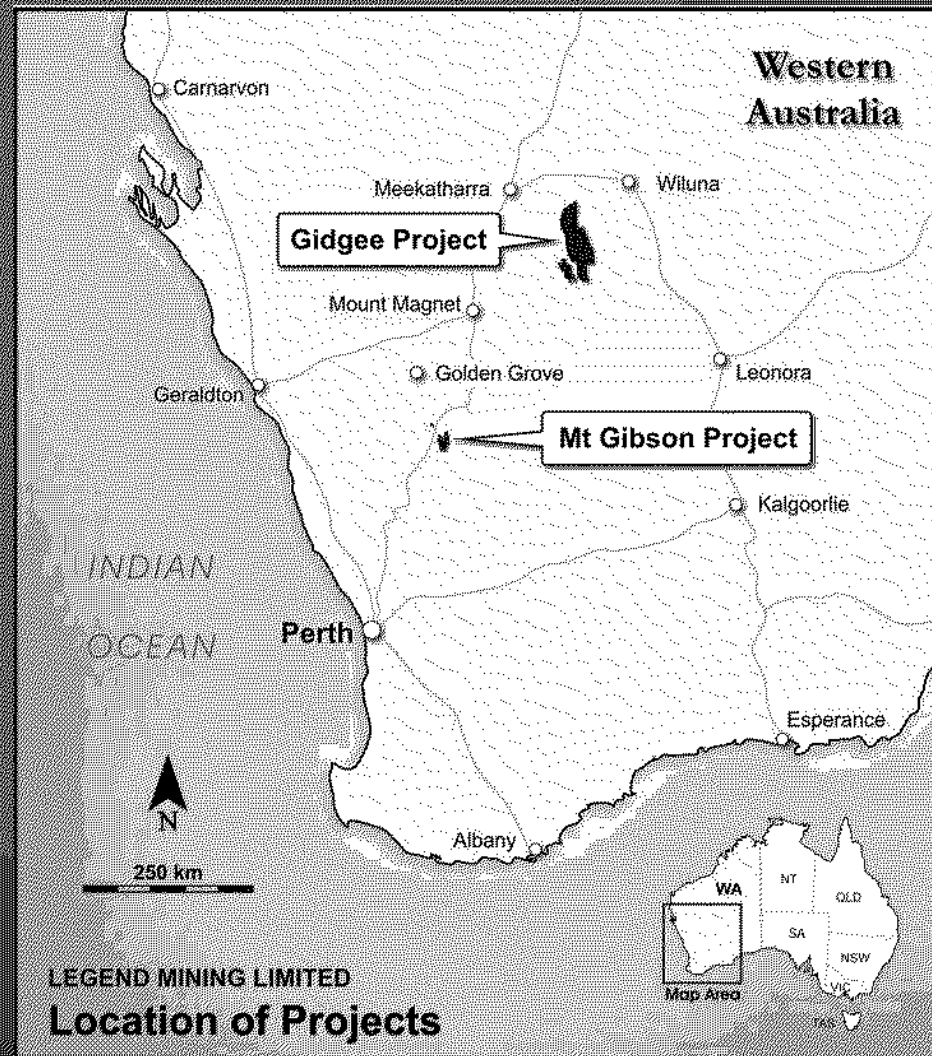 Western
Australia
Carnarvon
Meekatharra
Wiluna
Gidgee Project
Mount Magnet
Golden Grove
Leonora
Geraldton
Mt Gibson Project
Kalgoorlie
INDIAN
OCEAN
Perth
Esperance
N
Albany
250 km
WA
NT
QLD
SA
NSW
VIC
Map Area
TAS
LEGEND MINING LIMITED
Location of Projects